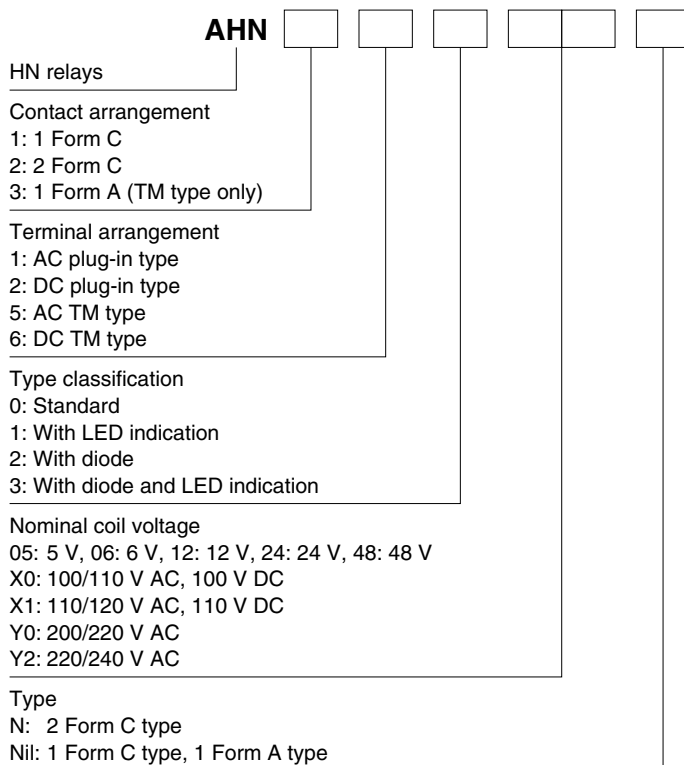 AHN
HN relays
Contact arrangement
1: 1 Form C
2: 2 Form C
3: 1 Form A (TM type only)
Terminal arrangement
1: AC plug-in type
2: DC plug-in type
5: AC TM type
6: DC TM type
Type classification
0: Standard
1: With LED indication
2: With diode
3: With diode and LED indication
Nominal coil voltage
05: 5 V, 06: 6 V, 12: 12 V, 24: 24 V, 48: 48 V
X0: 100/110 V AC, 100 V DC
X1: 110/120 V AC, 110 V DC
Y0: 200/220 V AC
Y2: 220/240 V AC
Type
N: 2 Form C type
Nil: 1 Form C type, 1 Form A type